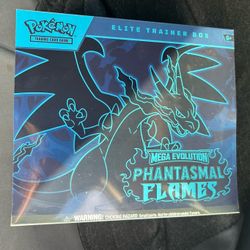 POKÉMON
TRADING CARD GAME
ELITE TRAINER BOX
MEGA EVOLUTION
PHANTASMAL
FLAMES
WARNING: CHOKING HAZARD